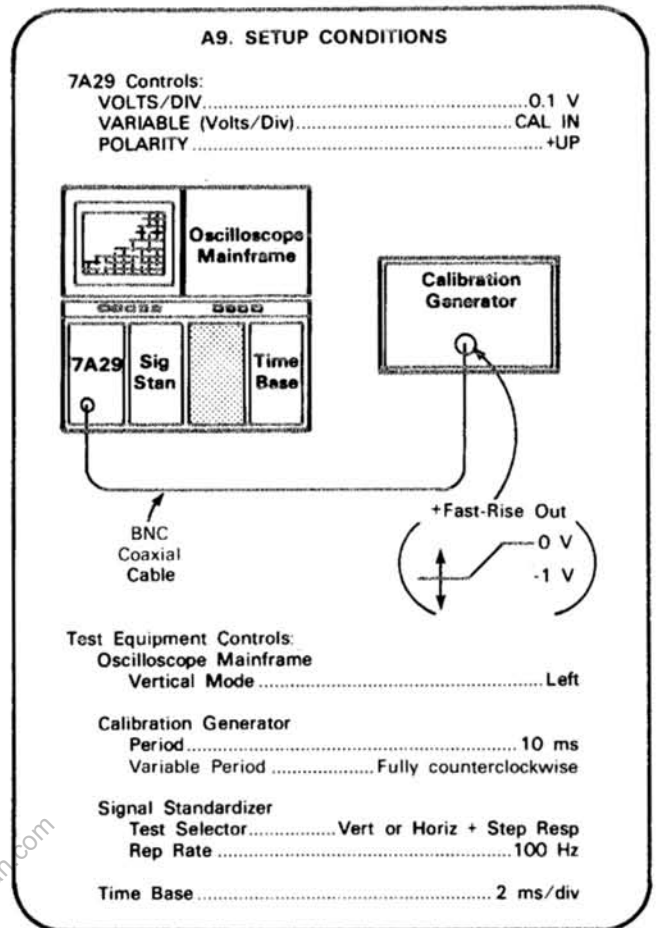 A9. SETUP CONDITIONS
7A29 Controls:
VOLTS/DIV.....................................................0.1 V
VARIABLE (Volts/Div)....................................CAL IN
POLARITY.......................................................+UP
Oscilloscope
Mainframe
7A29
Sig
Stan
Time
Base
Calibration
Generator
BNC
Coaxial
Cable
+Fast-Rise Out
0 V
-1 V
Test Equipment Controls:
Oscilloscope Mainframe
Vertical Mode...............................................Left
Calibration Generator
Period.........................................................10 ms
Variable Period.................Fully counterclockwise
Signal Standardizer
Test Selector...............Vert or Horiz + Step Resp
Rep Rate...................................................100 Hz
Time Base................................................2 ms/div